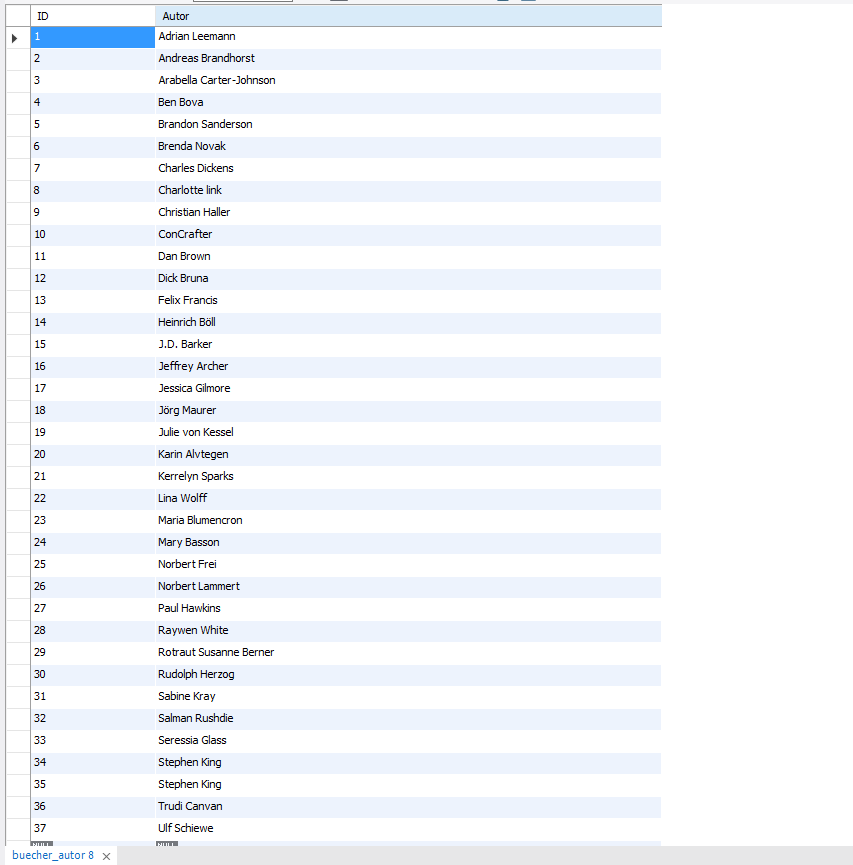 ID Autor
1 Adrian Leemann
2 Andreas Brandhorst
3 Arabella Carter-Johnson
4 Ben Bova
5 Brandon Sanderson
6 Brenda Novak
7 Charles Dickens
8 Charlotte link
9 Christian Haller
10 ConCrafter
11 Dan Brown
12 Dick Bruna
13 Felix Francis
14 Heinrich Böll
15 J.D. Barker
16 Jeffrey Archer
17 Jessica Gilmore
18 Jörg Maurer
19 Julie von Kessel
20 Karin Alvtegen
21 Kerrelyn Sparks
22 Lina Wolff
23 Maria Blumencron
24 Mary Basson
25 Norbert Frei
26 Norbert Lammert
27 Paul Hawkins
28 Raywen White
29 Rotraut Susanne Berner
30 Rudolph Herzog
31 Sabine Kray
32 Salman Rushdie
33 Seressia Glass
34 Stephen King
35 Stephen King
36 Trudi Canvan
37 Ulf Schiewe
buecher_autor 8